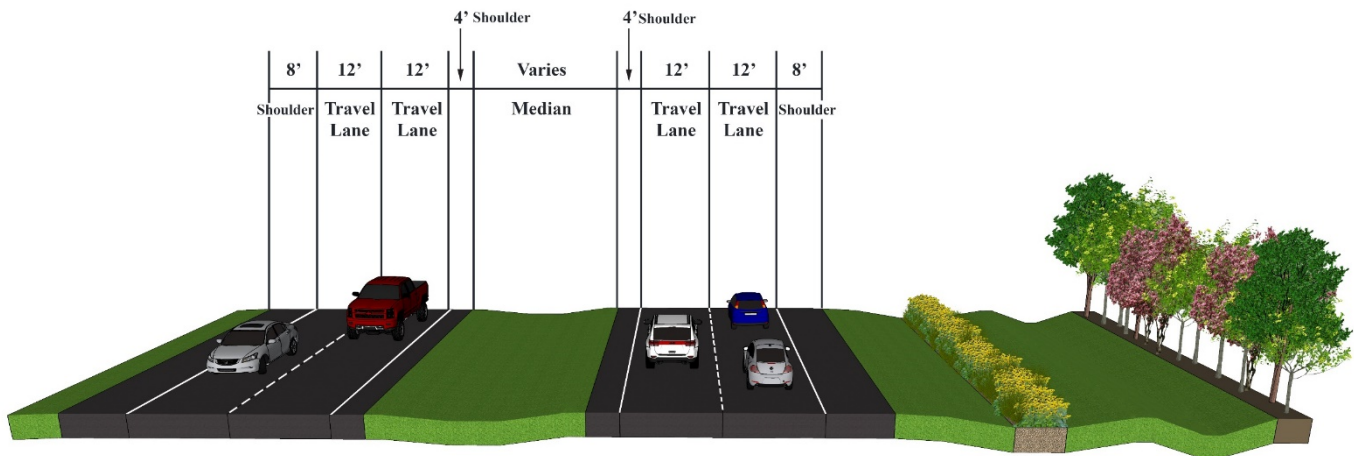 4’ Shoulder 4’ Shoulder
8’ 12’ 12’ Varies 12’ 12’ 8’
Shoulder Travel Lane Travel Lane Median Travel Lane Travel Lane Shoulder